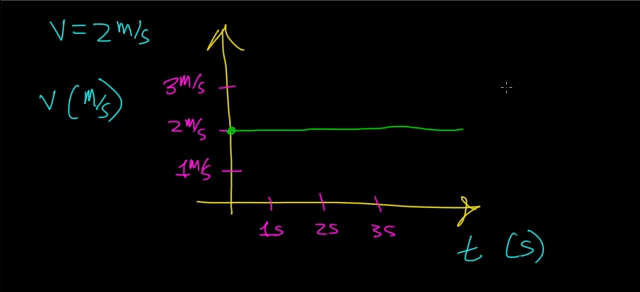 V = 2 m/s
V (m/s)
3 m/s
2 m/s
1 m/s
1s 2s 3s
t (s)